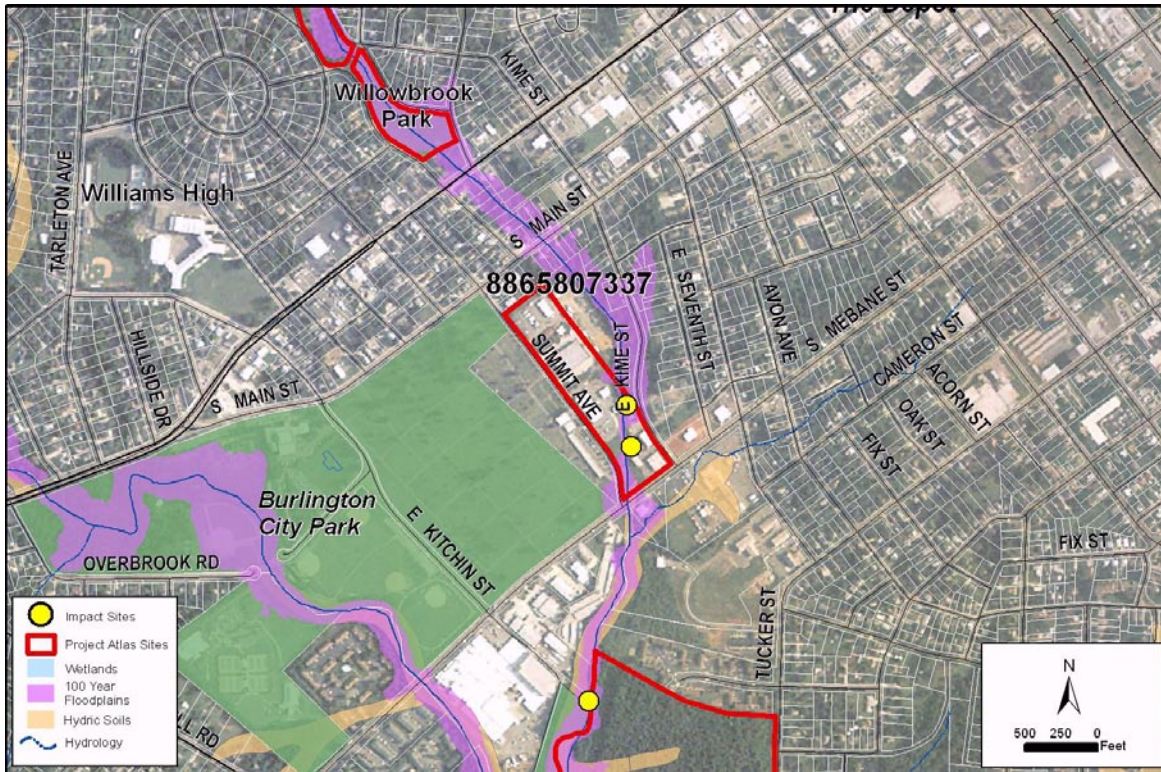 The Depot
KIME ST
Willowbrook
Park
TARLETON AVE
Williams High
S MAIN ST
8865807337
E SEVENTH ST
AVON AVE
S MEBANE ST
CAMERON ST
HILLSIDE DR
SUMMIT AVE
E KIME ST
ACORN ST
OAK ST
FIX ST
S MAIN ST
Burlington
City Park
E KITCHIN ST
OVERBROOK RD
FIX ST
TUCKER ST
LL RD
Impact Sites
Project Atlas Sites
Wetlands
100 Year
Floodplains
Hydric Soils
Hydrology
N
500 250 0
Feet